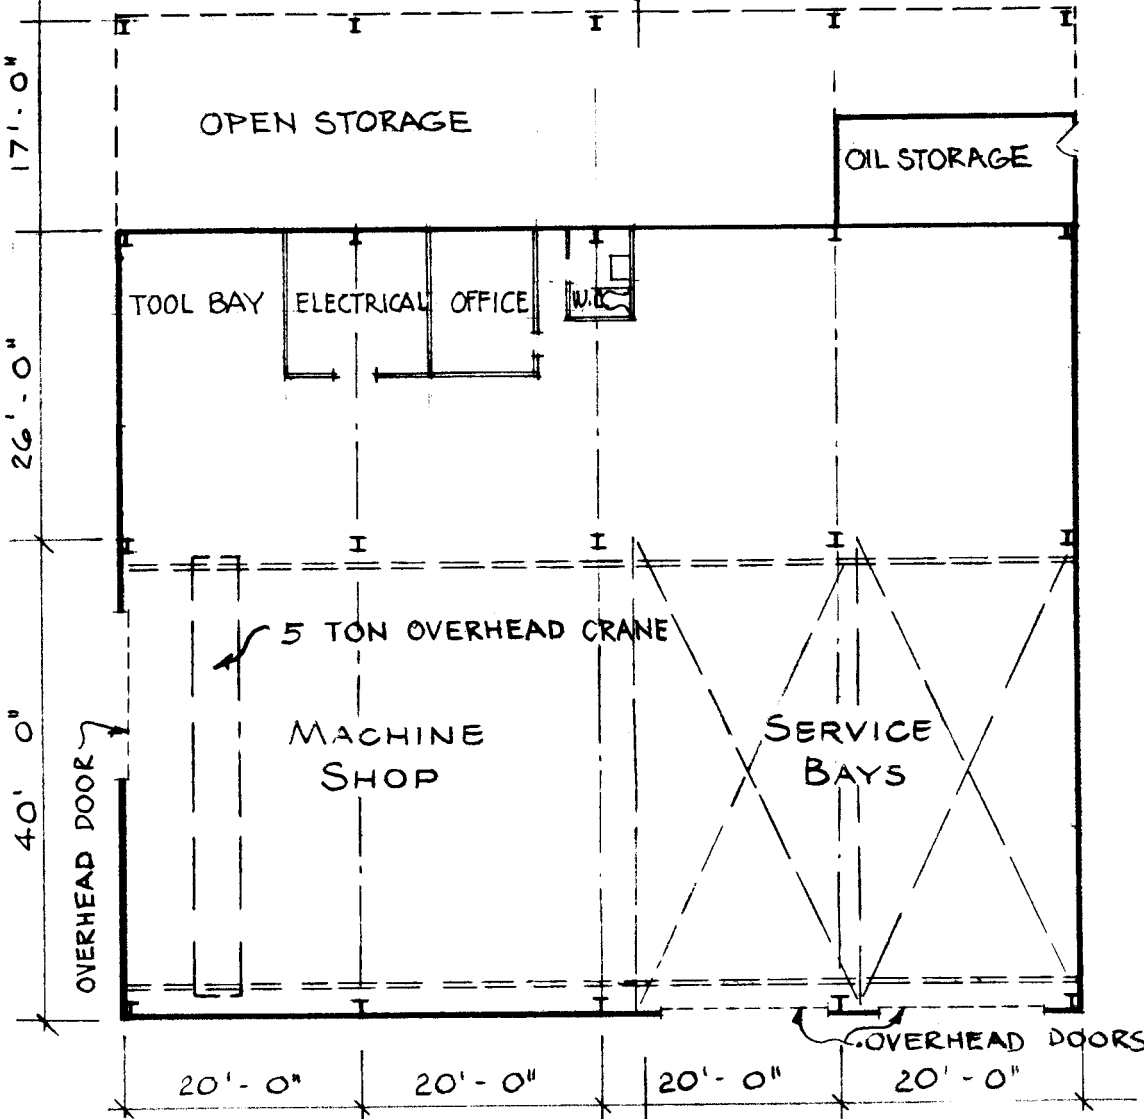 17'-0"
OPEN STORAGE
OIL STORAGE
26'-0"
TOOL BAY
ELECTRICAL
OFFICE
5 TON OVERHEAD CRANE
40' 0"
OVERHEAD DOOR
MACHINE
SHOP
SERVICE
BAYS
OVERHEAD DOORS
20'-0"
20'-0"
20'-0"
20'-0"